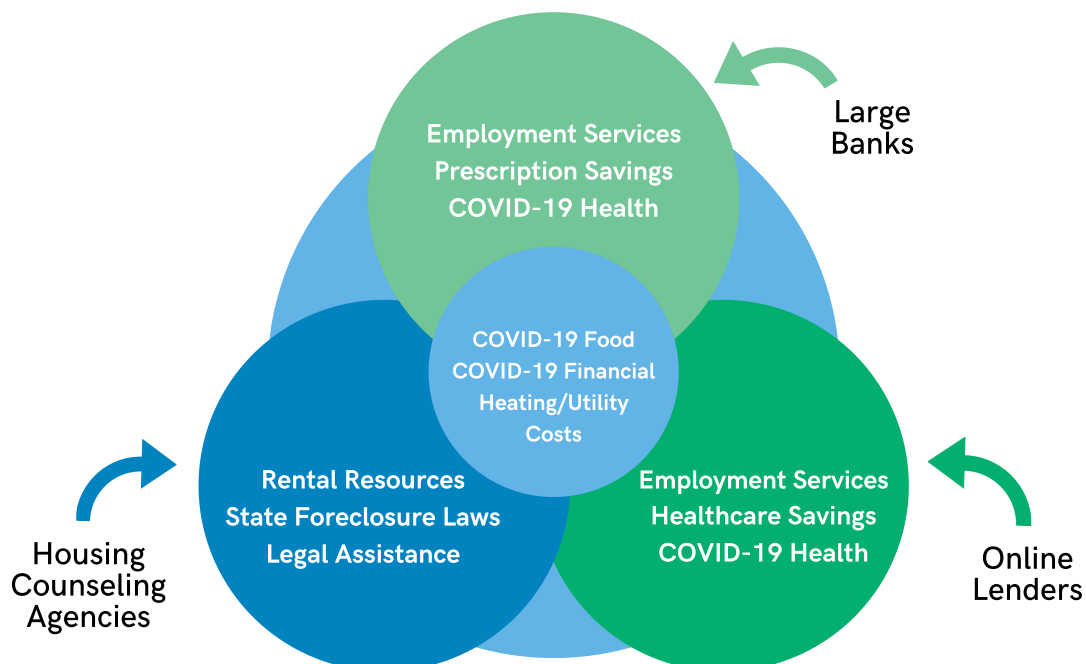 Large
Banks
Employment Services
Prescription Savings
COVID-19 Health
COVID-19 Food
COVID-19 Financial
Heating/Utility
Costs
Rental Resources
State Foreclosure Laws
Legal Assistance
Employment Services
Healthcare Savings
COVID-19 Health
Housing
Counseling
Agencies
Online
Lenders